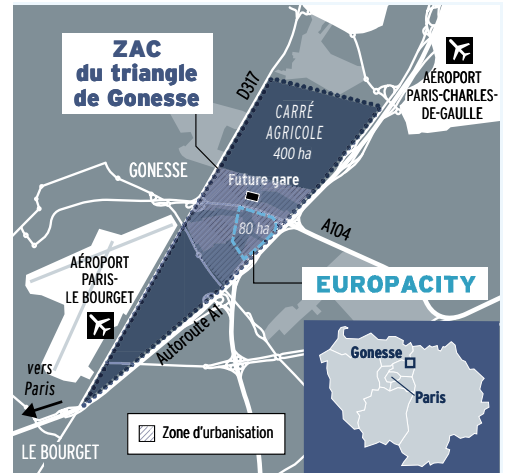 ZAC
du triangle
de Gonesse
D317
AÉROPORT
PARIS-CHARLES-
DE-GAULLE
CARRÉ
AGRICOLE
400 ha
GONESSE
Future gare
80 ha
A104
AÉROPORT
PARIS-
LE BOURGET
EUROPACITY
Autoroute A1
vers
Paris
LE BOURGET
Zone d'urbanisation
Gonesse
Paris